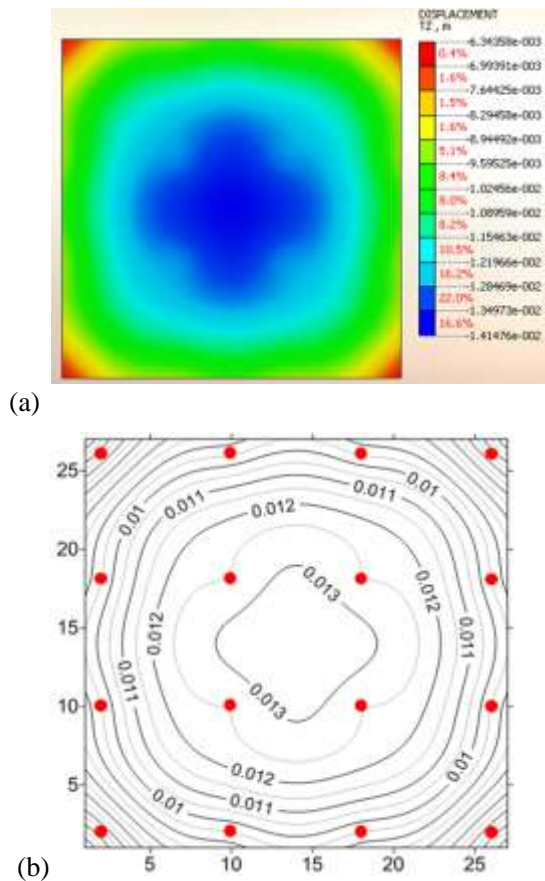 DISPLACEMENT
TZ , m
-6.34358e-003
0.4%
-6.99391e-003
1.6%
-7.64425e-003
1.5%
-8.29458e-003
1.6%
-8.94492e-003
5.1%
-9.59525e-003
8.4%
-1.02456e-002
8.0%
-1.08959e-002
8.2%
-1.15463e-002
10.5%
-1.21966e-002
16.2%
-1.28469e-002
22.0%
-1.34973e-002
16.6%
-1.41476e-002
(a)
25
20
15
10
5
0.01
0.011
0.012
0.011
0.01
0.013
0.012
0.012
0.011
0.011
0.013
0.012
0.01
0.011
0.01
5
10
15
20
25
(b)